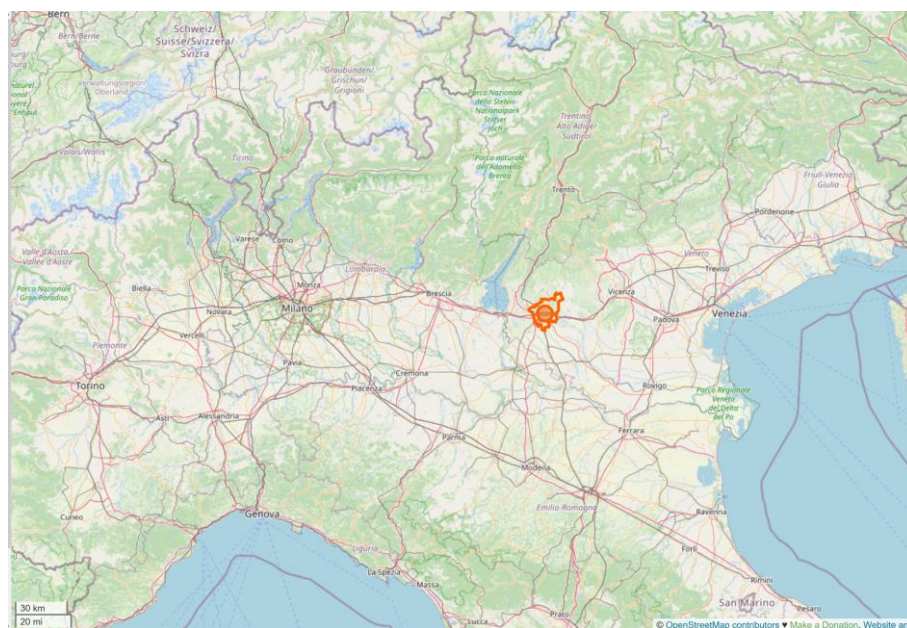 Bern
Bern/Berne
Schweiz/
Suisse/Svizzera/
Svizra
Verwaltungsregion
Oberland
Graubünden/
Grischun/
Grigioni
Parco Nazionale
dello Stelvio -
Nationalpark
Stilfser
Joch
Trentino
Alto Adige/
Südtirol
Valais/Wallis
Ticino
Parco naturale
dell'Adamello-
Brenta
Trento
Friuli-Venezia
Giulia
Pordenone
Valle d'Aosta /
Vallée d'Aoste
Varese
Como
Lombardia
Veneto
Treviso
Parco Nazionale
Gran Paradiso
Biella
Monza
Brescia
Vicenza
Novara
Milano
Padova
Venezia
Vercelli
Piemonte
Pavia
Cremona
Torino
Piacenza
Rovigo
Parco Regionale
Veneto
del Delta
del Po
Asti
Alessandria
Parma
Ferrara
Modena
Cuneo
Genova
Emilia-Romagna
Ravenna
Liguria
Forlì
La Spezia
Massa
Rimini
30 km
20 mi
Lucca
Prato
San Marino
Pesaro
© OpenStreetMap contributors ♥ Make a Donation. Website an